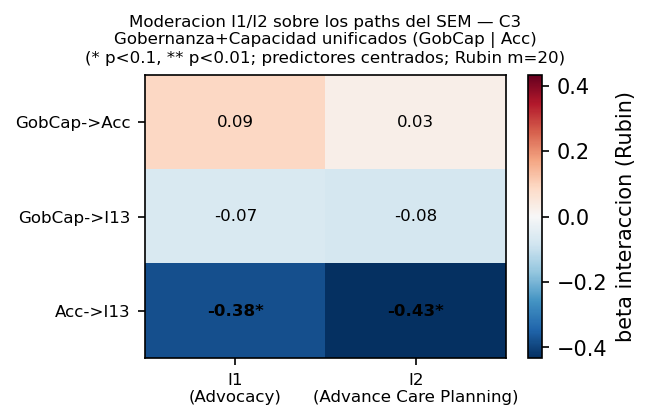 Moderacion I1/I2 sobre los paths del SEM — C3
Gobernanza+Capacidad unificados (GobCap | Acc)
(* p<0.1, ** p<0.01; predictores centrados; Rubin m=20)
GobCap->Acc
0.09
0.03
GobCap->I13
-0.07
-0.08
Acc->I13
-0.38*
-0.43*
I1
(Advocacy)
I2
(Advance Care Planning)
0.4
0.2
0.0
−0.2
−0.4
beta interaccion (Rubin)